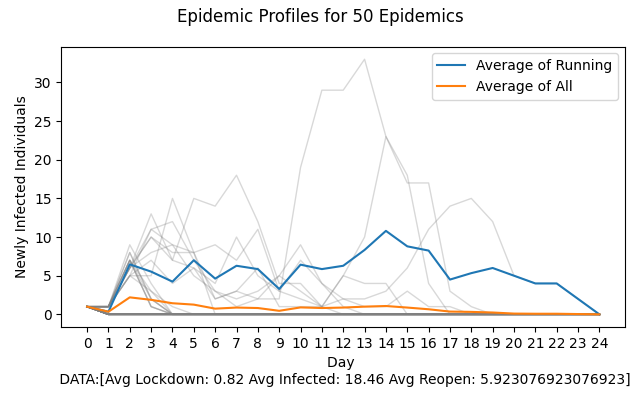 Epidemic Profiles for 50 Epidemics
Average of Running
Average of All
Newly Infected Individuals
30
25
20
15
10
5
0
0 1 2 3 4 5 6 7 8 9 10 11 12 13 14 15 16 17 18 19 20 21 22 23 24
Day
DATA:[Avg Lockdown: 0.82 Avg Infected: 18.46 Avg Reopen: 5.923076923076923]